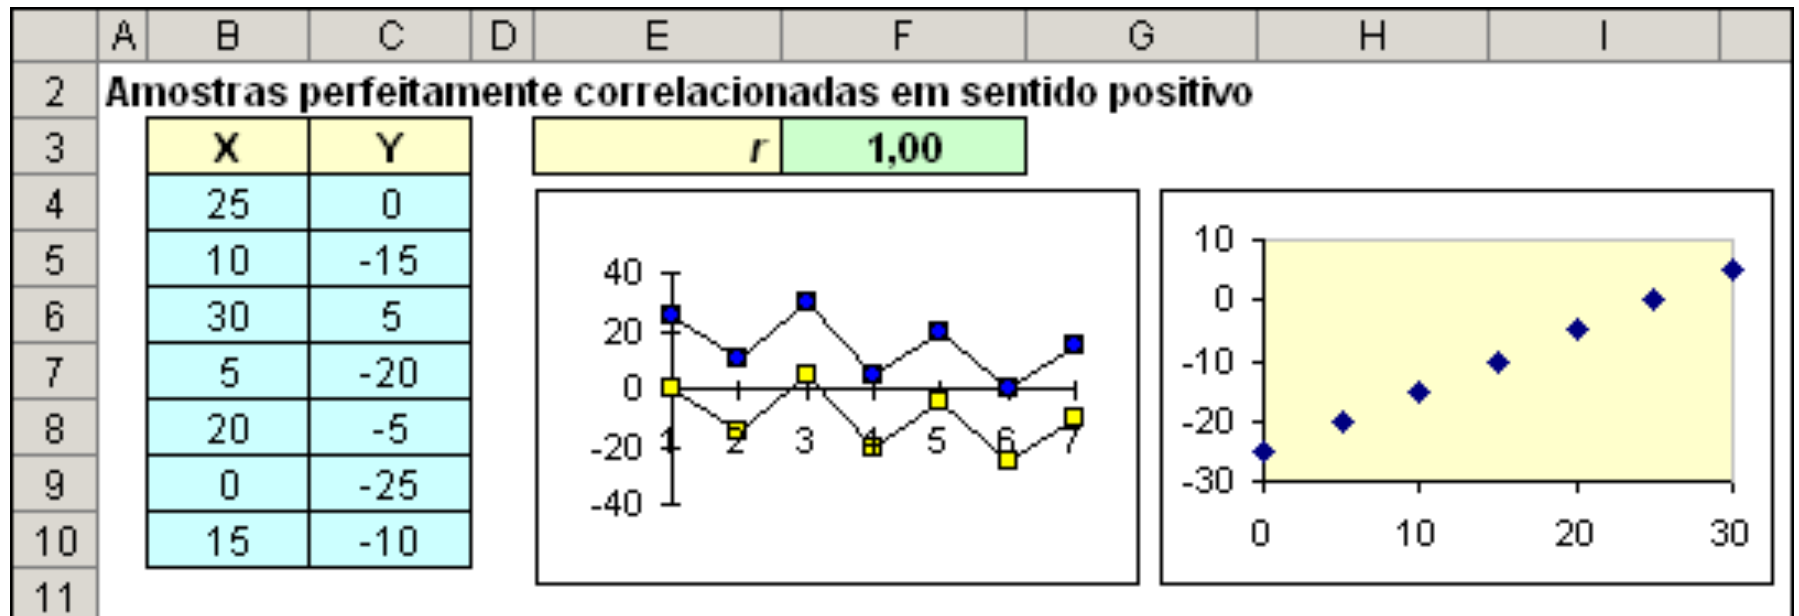 A B C D E F G H I
2 Amostras perfeitamente correlacionadas em sentido positivo
3 X Y r 1,00
4 25 0
5 10 -15
6 30 5
7 5 -20
8 20 -5
9 0 -25
10 15 -10
11
40
20
0
-20
-40
1 2 3 4 5 6 7
10
0
-10
-20
-30
0 10 20 30